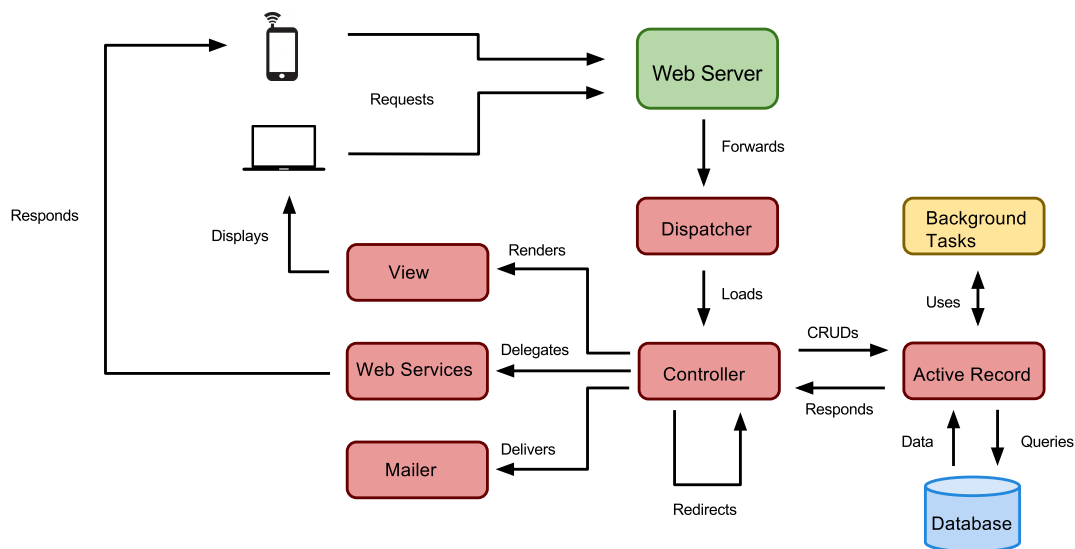 Web Server
Requests
Forwards
Responds
Dispatcher
Background
Tasks
Displays
Renders
View
Loads
Uses
CRUDs
Delegates
Web Services
Controller
Active Record
Responds
Delivers
Data
Queries
Mailer
Redirects
Database